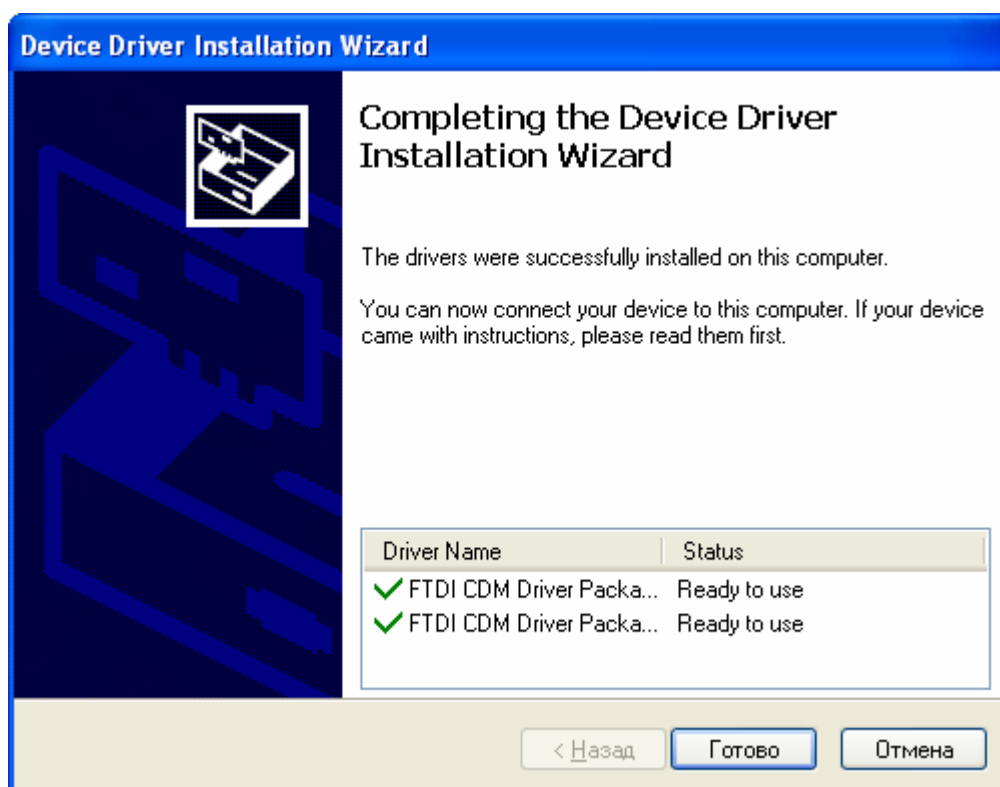 Device Driver Installation Wizard
Completing the Device Driver
Installation Wizard
The drivers were successfully installed on this computer.
You can now connect your device to this computer. If your device
came with instructions, please read them first.
Driver Name Status
FTDI CDM Driver Packa... Ready to use
FTDI CDM Driver Packa... Ready to use
< Назад Готово Отмена